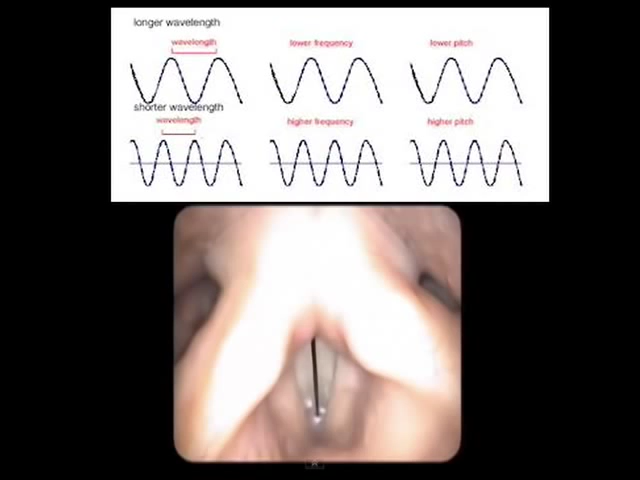 longer wavelength
wavelength
lower frequency
lower pitch
shorter wavelength
wavelength
higher frequency
higher pitch